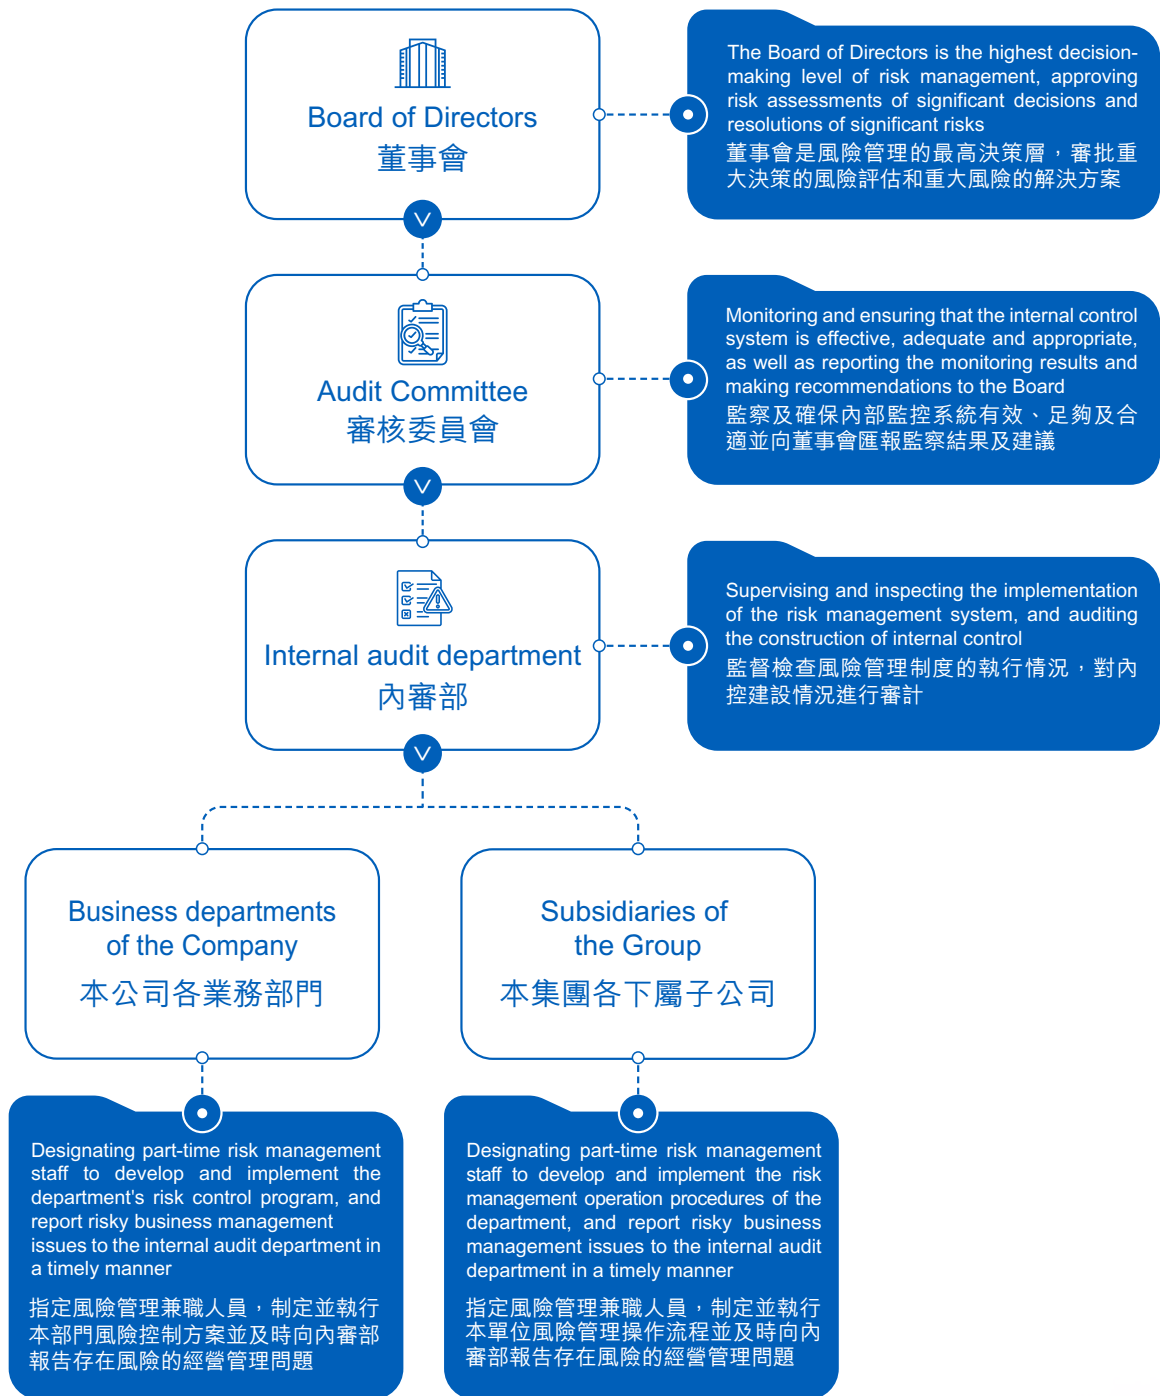 Board of Directors
董事會
The Board of Directors is the highest decision-
making level of risk management, approving
risk assessments of significant decisions and
resolutions of significant risks
董事會是風險管理的最高決策層，審批重
大決策的風險評估和重大風險的解決方案
Audit Committee
審核委員會
Monitoring and ensuring that the internal control
system is effective, adequate and appropriate,
as well as reporting the monitoring results and
making recommendations to the Board
監察及確保內部監控系統有效、足夠及合
適並向董事會匯報監察結果及建議
Internal audit department
內審部
Supervising and inspecting the implementation
of the risk management system, and auditing
the construction of internal control
監督檢查風險管理制度的執行情況，對內
控建設情況進行審計
Business departments
of the Company
本公司各業務部門
Subsidiaries of
the Group
本集團各下屬子公司
Designating part-time risk management
staff to develop and implement the
department's risk control program, and
report risky business management
issues to the internal audit department in
a timely manner
指定風險管理兼職人員，制定並執行
本部門風險控制方案並及時向內審部
報告存在風險的經營管理問題
Designating part-time risk management
staff to develop and implement the risk
management operation procedures of the
department, and report risky business
management issues to the internal audit
department in a timely manner
指定風險管理兼職人員，制定並執行
本單位風險管理操作流程並及時向內
審部報告存在風險的經營管理問題